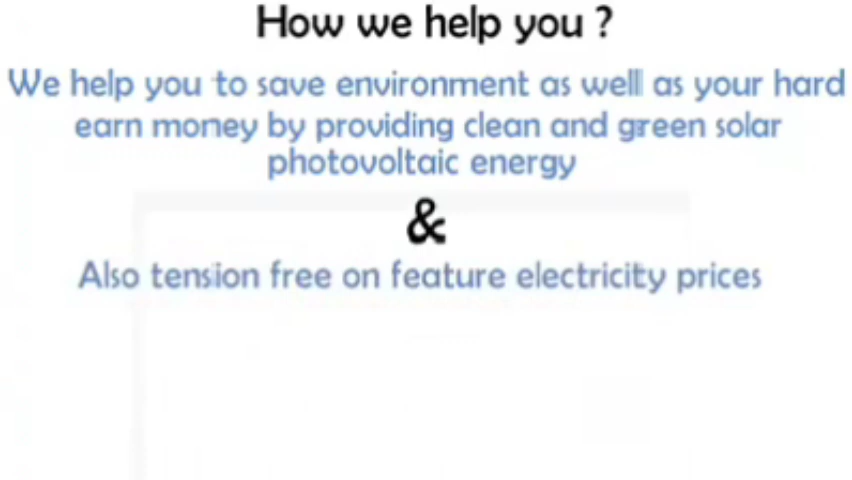 How we help you ?
We help you to save environment as well as your hard
earn money by providing clean and green solar
photovoltaic energy
&
Also tension free on feature electricity prices